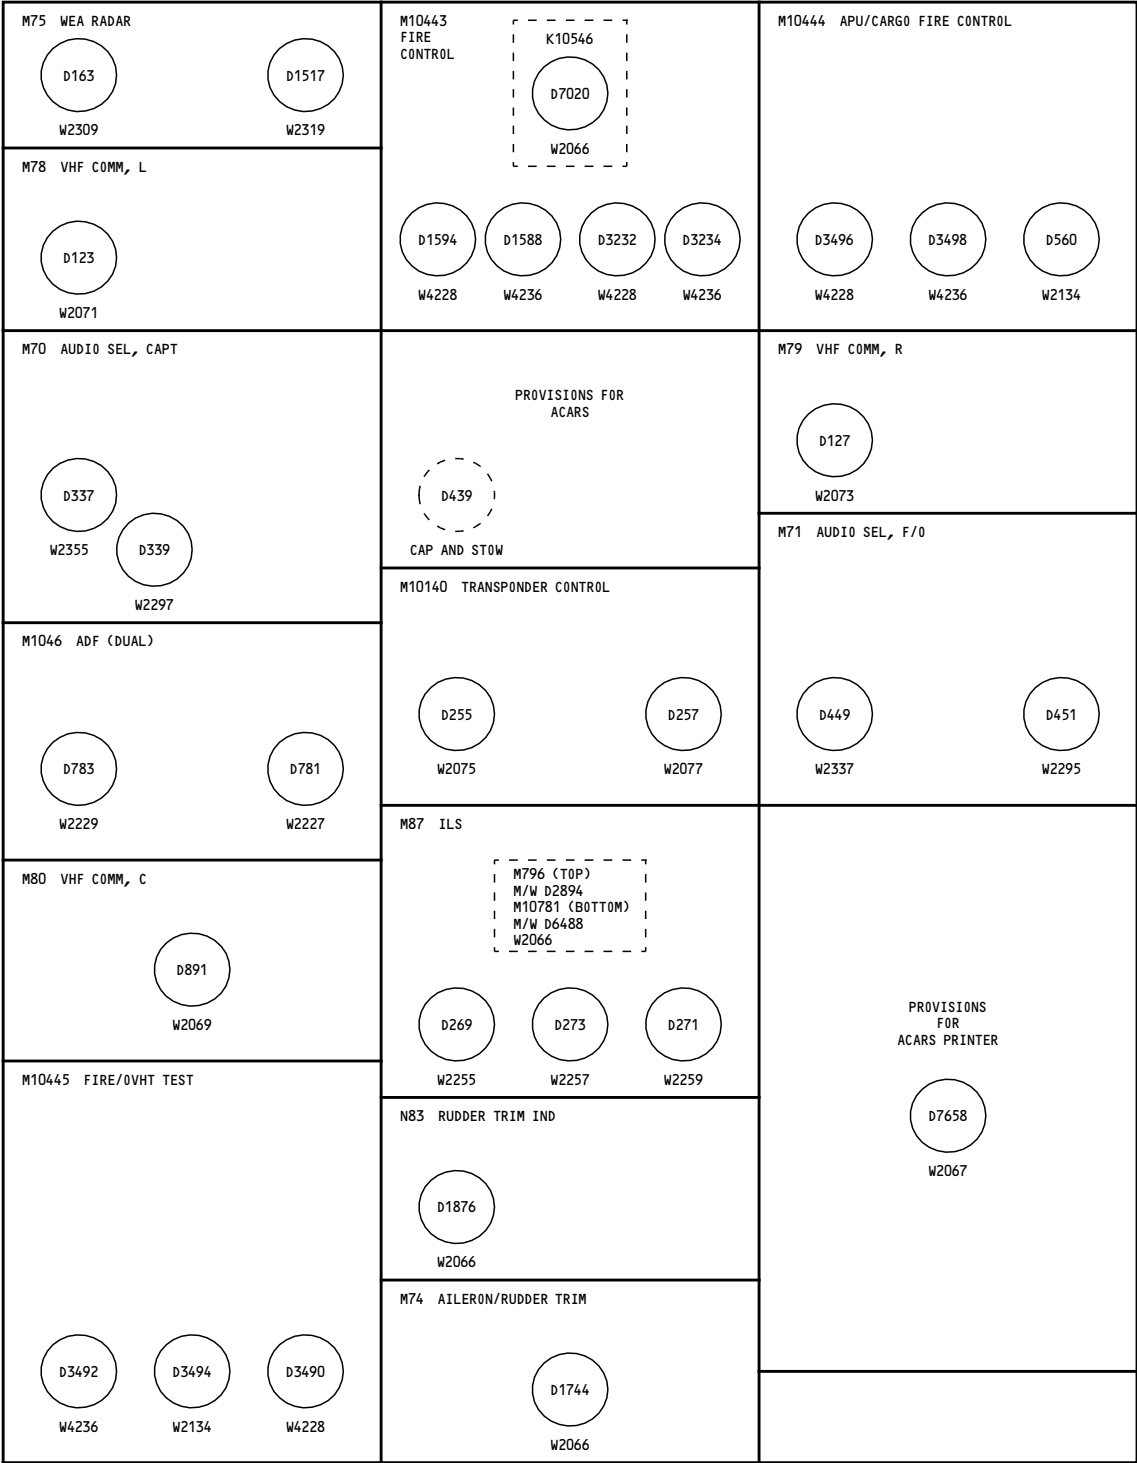 M75 WEA RADAR
D163
D1517
W2309
W2319
M78 VHF COMM, L
D123
W2071
M70 AUDIO SEL, CAPT
D337
W2355
D339
W2297
M1046 ADF (DUAL)
D783
D781
W2229
W2227
M80 VHF COMM, C
D891
W2069
M10445 FIRE/OVHT TEST
D3492
D3494
D3490
W4236
W2134
W4228
M10443
FIRE
CONTROL
K10546
D7020
W2066
D1594
D1588
D3232
D3234
W4228
W4236
W4228
W4236
PROVISIONS FOR
ACARS
D439
CAP AND STOW
M10140 TRANSPONDER CONTROL
D255
D257
W2075
W2077
M87 ILS
M796 (TOP)
M/W D2894
M10781 (BOTTOM)
M/W D6488
W2066
D269
D273
D271
W2255
W2257
W2259
N83 RUDDER TRIM IND
D1876
W2066
M74 AILERON/RUDDER TRIM
D1744
W2066
M10444 APU/CARGO FIRE CONTROL
D3496
D3498
D560
W4228
W4236
W2134
M79 VHF COMM, R
D127
W2073
M71 AUDIO SEL, F/O
D449
D451
W2337
W2295
PROVISIONS
FOR
ACARS PRINTER
D7658
W2067